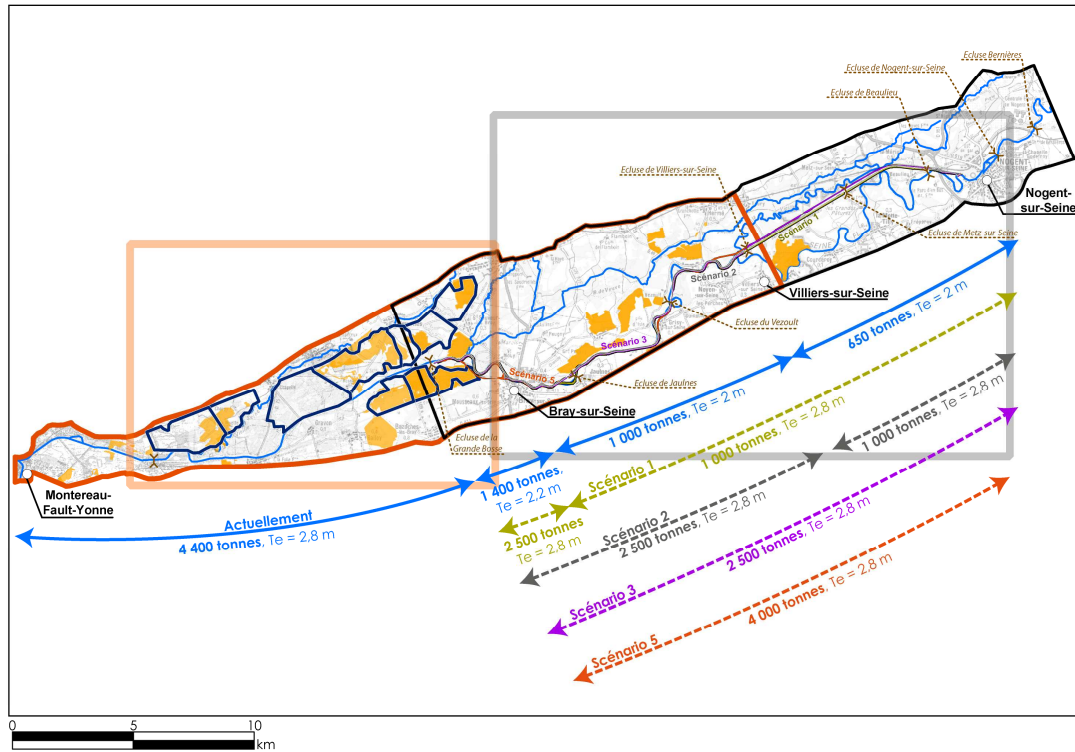 Ecluse Bernières
Ecluse de Nogent-sur-Seine
Ecluse de Beaulieu
Ecluse de Villiers-sur-Seine
NOGENT
Nogent-
sur-Seine
Scénario 1
Ecluse de Metz sur Seine
Scénario 2
Villiers-sur-Seine
Ecluse du Vezoult
Scénario 3
Scénario 5
Ecluse de Jaulnes
Bray-sur-Seine
Ecluse de la
Grande Bosse
Montereau-
Fault-Yonne
650 tonnes, Te = 2 m
1 000 tonnes, Te = 2 m
1 400 tonnes,
Te = 2,2 m
Actuellement
4 400 tonnes, Te = 2,8 m
Scénario 1
1 000 tonnes, Te = 2,8 m
2 500 tonnes
Te = 2,8 m
1 000 tonnes, Te = 2,8 m
Scénario 2
2 500 tonnes, Te = 2,8 m
Scénario 3
2 500 tonnes, Te = 2,8 m
Scénario 5
4 000 tonnes, Te = 2,8 m
0 5 10
km